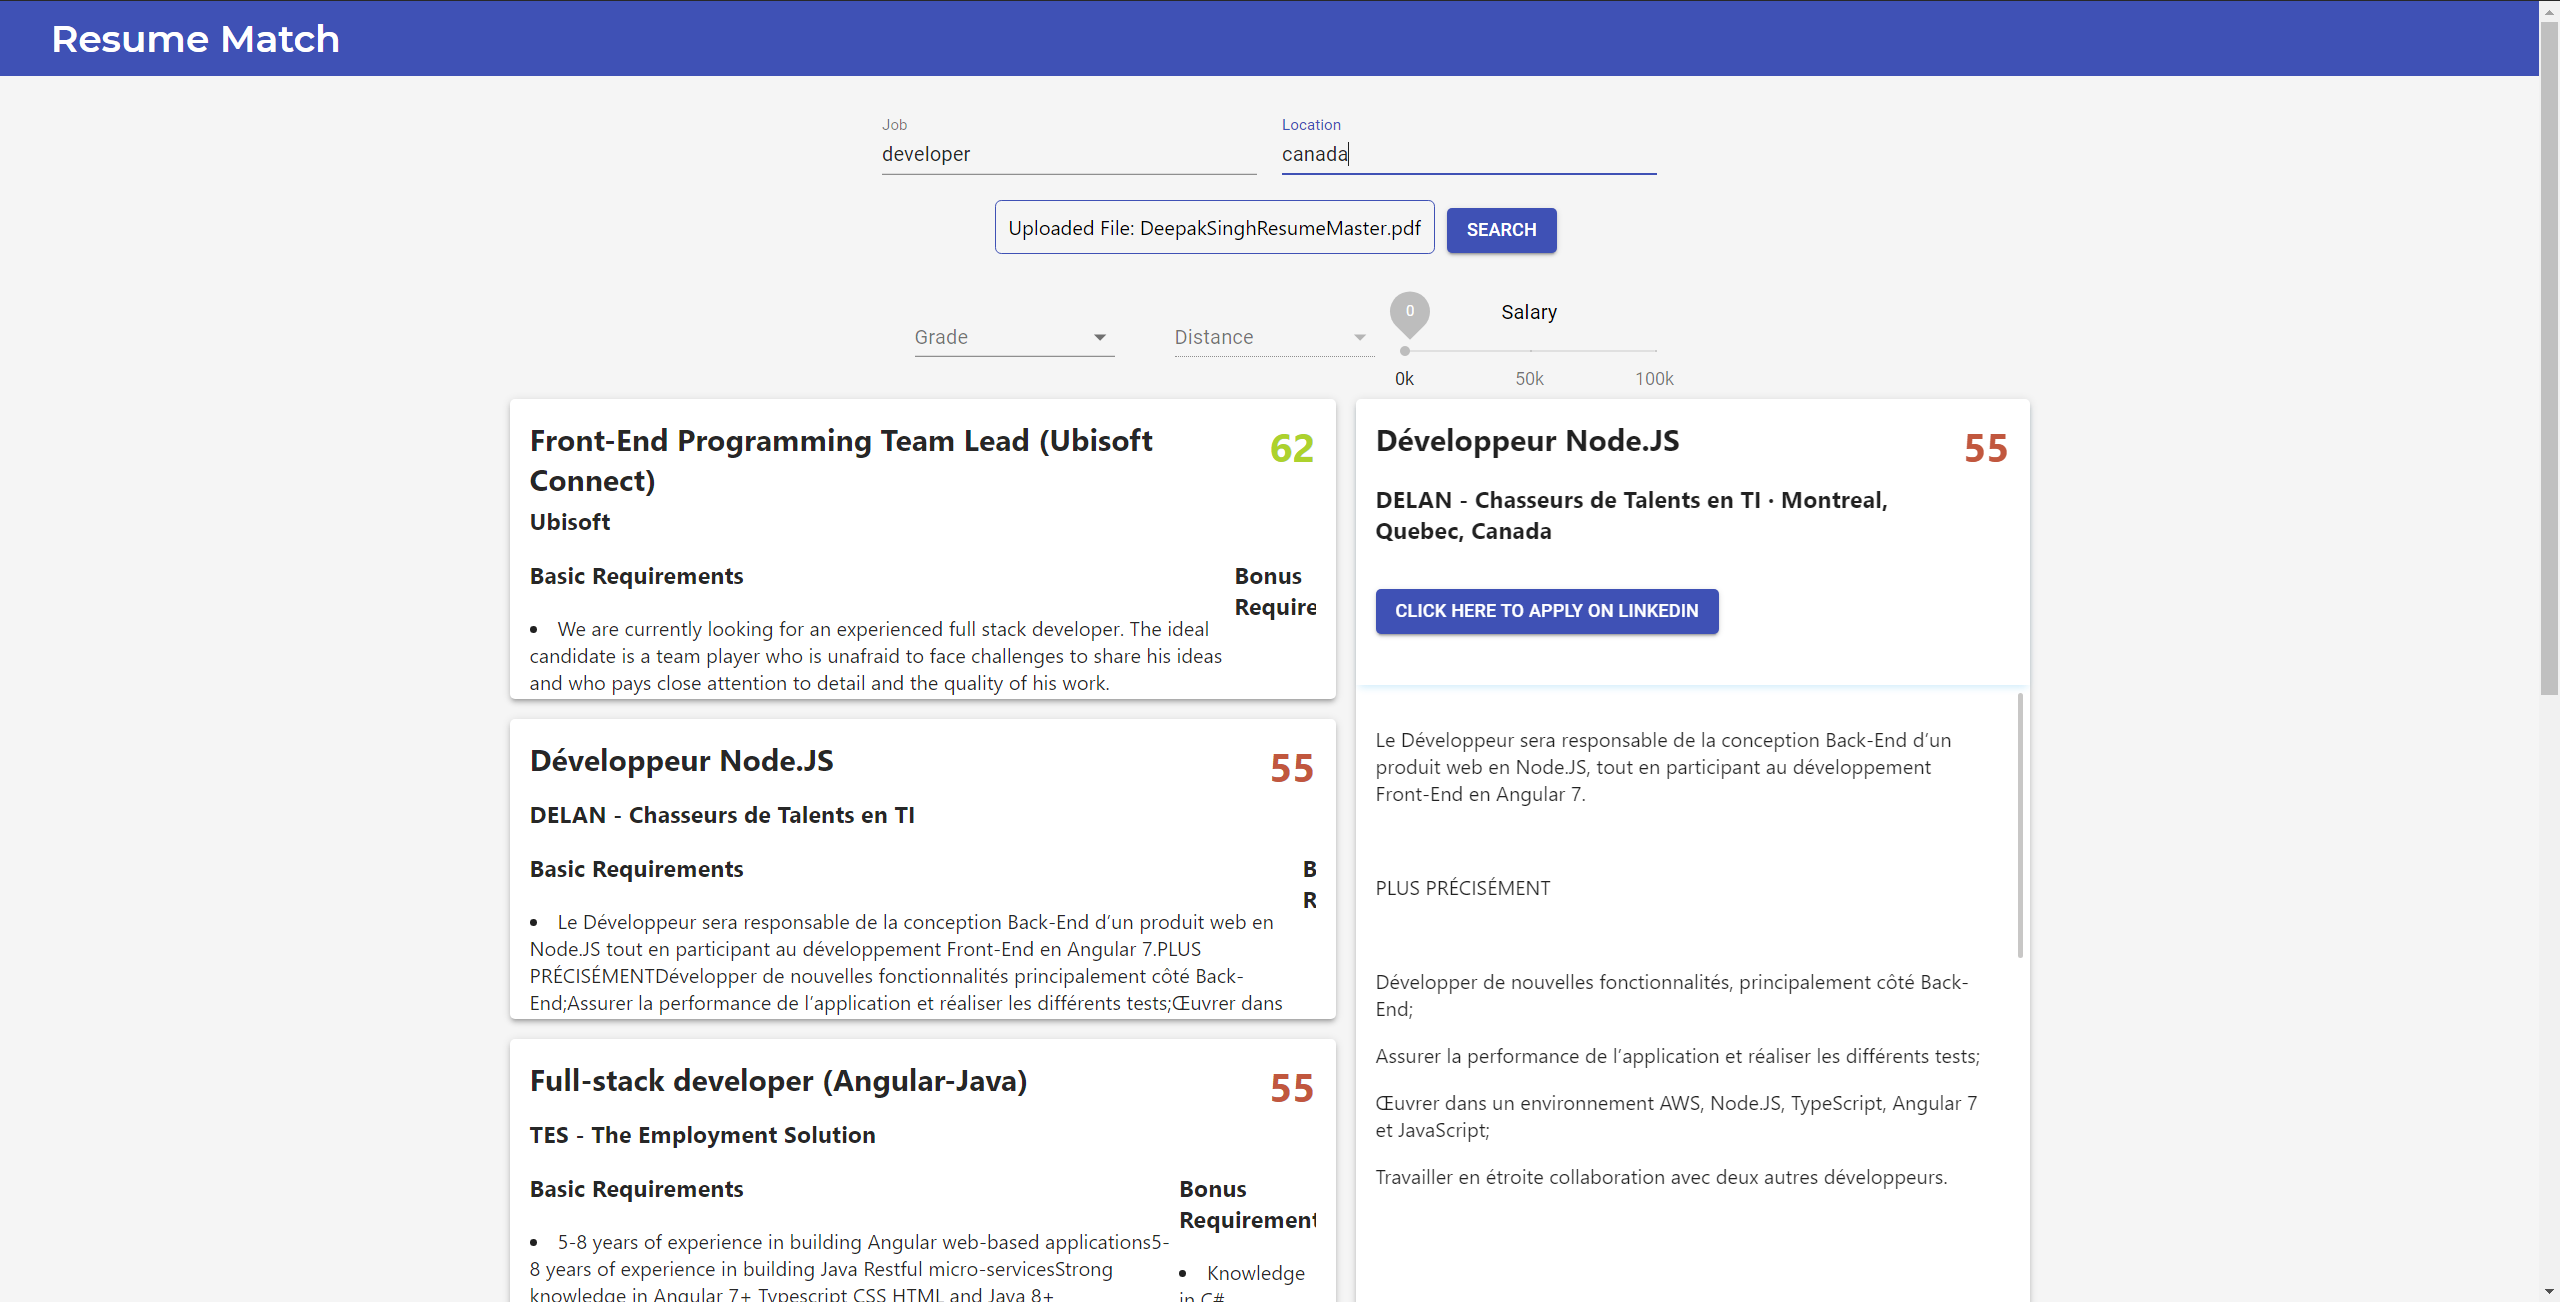 Resume Match
Job
developer
Location
canada
Uploaded File: DeepakSinghResumeMaster.pdf
SEARCH
Grade
Distance
0
Salary
0k
50k
100k
Front-End Programming Team Lead (Ubisoft
Connect)
62
Ubisoft
Basic Requirements
• We are currently looking for an experienced full stack developer. The ideal
candidate is a team player who is unafraid to face challenges to share his ideas
and who pays close attention to detail and the quality of his work.
Bonus
Require
Développeur Node.JS
55
DELAN - Chasseurs de Talents en TI
Basic Requirements
• Le Développeur sera responsable de la conception Back-End d’un produit web en
Node.JS tout en participant au développement Front-End en Angular 7.PLUS
PRÉCISÉMENTDévelopper de nouvelles fonctionnalités principalement côté Back-
End;Assurer la performance de l’application et réaliser les différents tests;Œuvrer dans
B
R
Full-stack developer (Angular-Java)
55
TES - The Employment Solution
Basic Requirements
• 5-8 years of experience in building Angular web-based applications5-
8 years of experience in building Java Restful micro-servicesStrong
knowledge in Angular 7+ Typescript CSS HTML and Java 8+
Bonus
Requirement
• Knowledge
in C#
Développeur Node.JS
55
DELAN - Chasseurs de Talents en TI · Montreal,
Quebec, Canada
CLICK HERE TO APPLY ON LINKEDIN
Le Développeur sera responsable de la conception Back-End d’un
produit web en Node.JS, tout en participant au développement
Front-End en Angular 7.
PLUS PRÉCISÉMENT
Développer de nouvelles fonctionnalités, principalement côté Back-
End;
Assurer la performance de l’application et réaliser les différents tests;
Œuvrer dans un environnement AWS, Node.JS, TypeScript, Angular 7
et JavaScript;
Travailler en étroite collaboration avec deux autres développeurs.